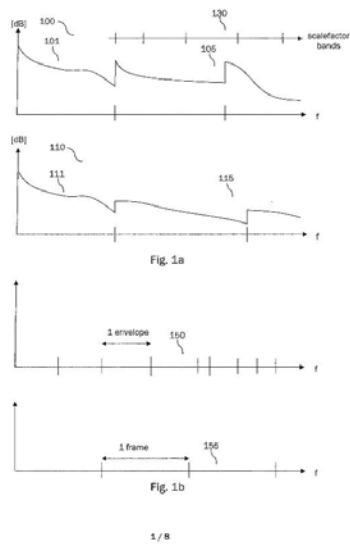 130
[dB]
100
scalefactor
bands
101
105
f
[dB]
110
111
115
f
Fig. 1a
1 envelope
150
f
1 frame
155
f
Fig. 1b
1/8